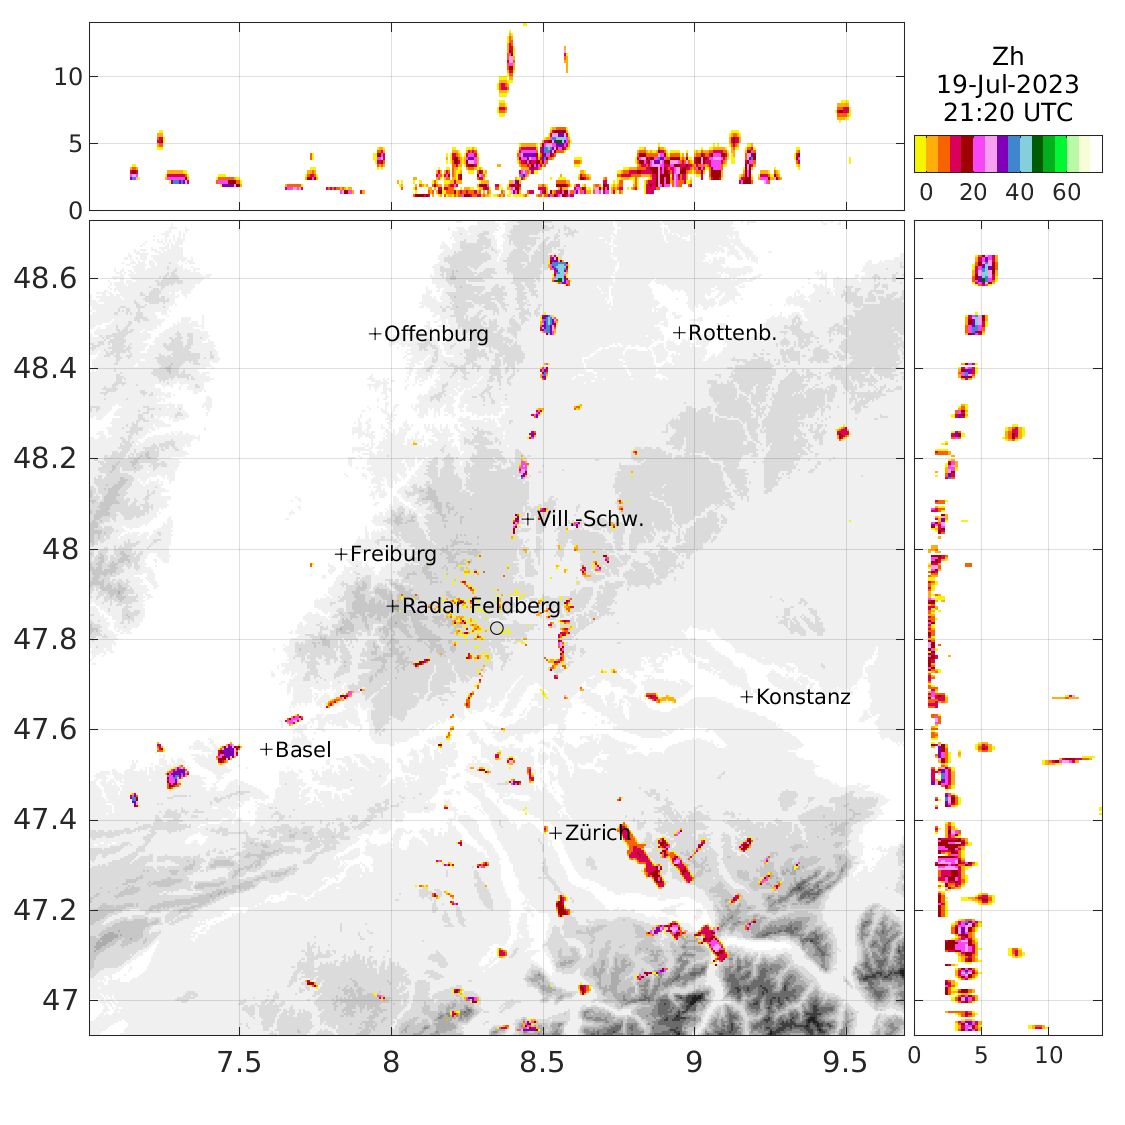 10
5
0
Zh
19-Jul-2023
21:20 UTC
0 20 40 60
48.6
48.4
48.2
48
47.8
47.6
47.4
47.2
47
Offenburg
Rottenb.
Vill.-Schw.
Freiburg
Radar Feldberg
Konstanz
Basel
Zürich
7.5 8 8.5 9 9.5
0 5 10